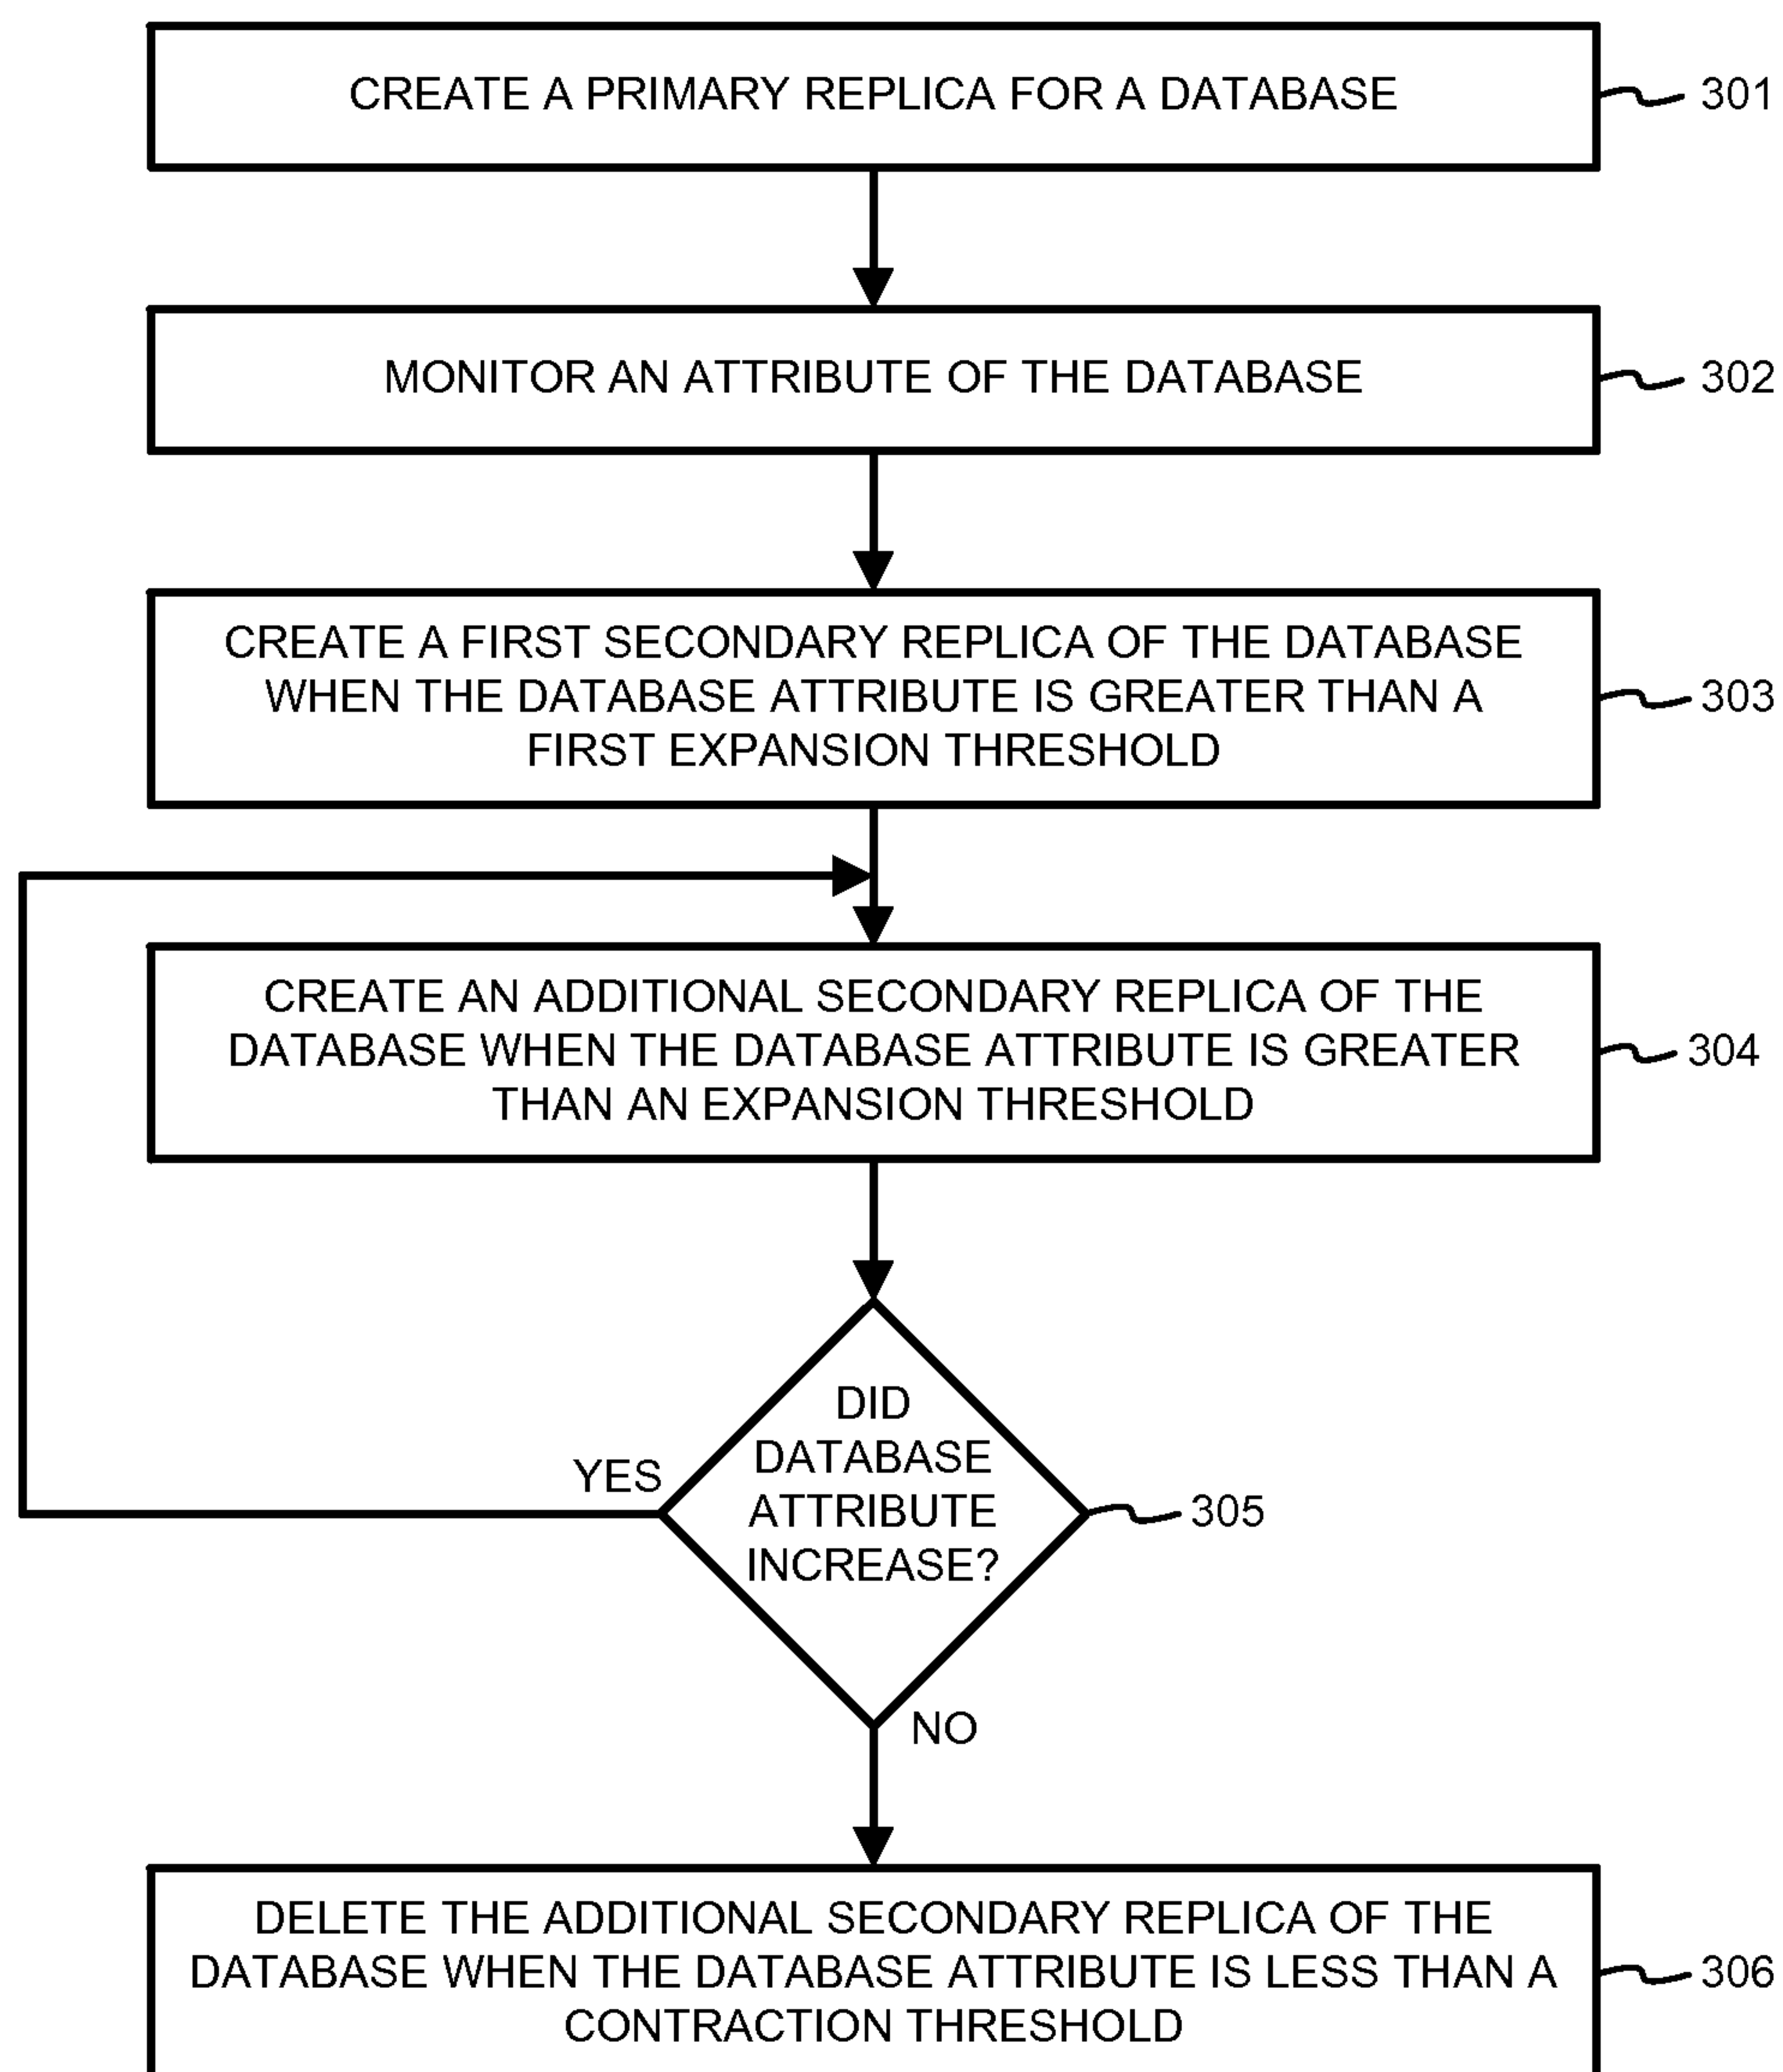 CREATE A PRIMARY REPLICA FOR A DATABASE
301
MONITOR AN ATTRIBUTE OF THE DATABASE
302
CREATE A FIRST SECONDARY REPLICA OF THE DATABASE
WHEN THE DATABASE ATTRIBUTE IS GREATER THAN A
FIRST EXPANSION THRESHOLD
303
CREATE AN ADDITIONAL SECONDARY REPLICA OF THE
DATABASE WHEN THE DATABASE ATTRIBUTE IS GREATER
THAN AN EXPANSION THRESHOLD
304
DID
DATABASE
ATTRIBUTE
INCREASE?
YES
305
NO
DELETE THE ADDITIONAL SECONDARY REPLICA OF THE
DATABASE WHEN THE DATABASE ATTRIBUTE IS LESS THAN A
CONTRACTION THRESHOLD
306